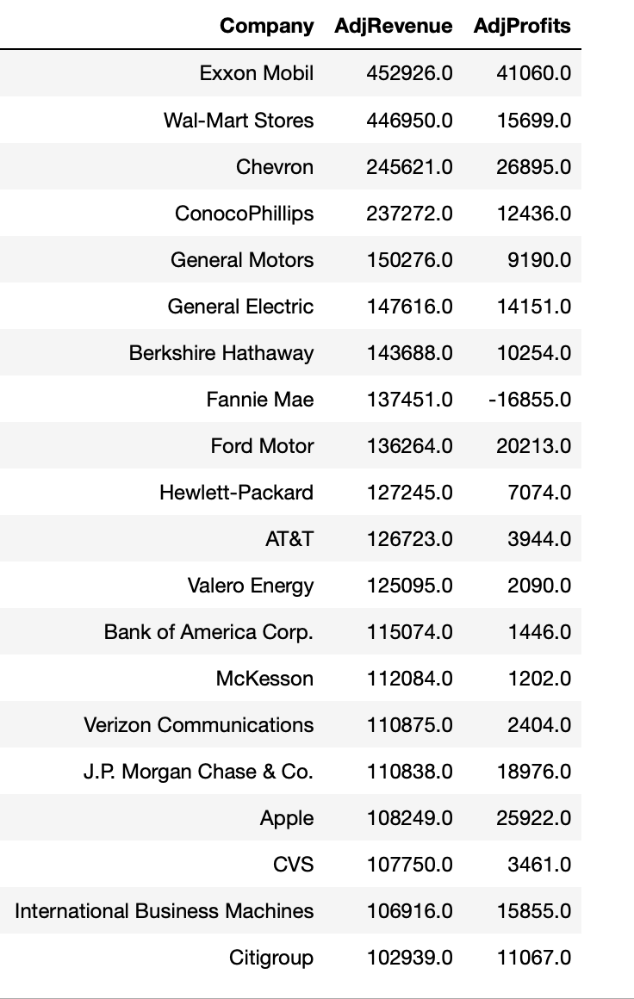 Company AdjRevenue AdjProfits
Exxon Mobil 452926.0 41060.0
Wal-Mart Stores 446950.0 15699.0
Chevron 245621.0 26895.0
ConocoPhillips 237272.0 12436.0
General Motors 150276.0 9190.0
General Electric 147616.0 14151.0
Berkshire Hathaway 143688.0 10254.0
Fannie Mae 137451.0 -16855.0
Ford Motor 136264.0 20213.0
Hewlett-Packard 127245.0 7074.0
AT&T 126723.0 3944.0
Valero Energy 125095.0 2090.0
Bank of America Corp. 115074.0 1446.0
McKesson 112084.0 1202.0
Verizon Communications 110875.0 2404.0
J.P. Morgan Chase & Co. 110838.0 18976.0
Apple 108249.0 25922.0
CVS 107750.0 3461.0
International Business Machines 106916.0 15855.0
Citigroup 102939.0 11067.0